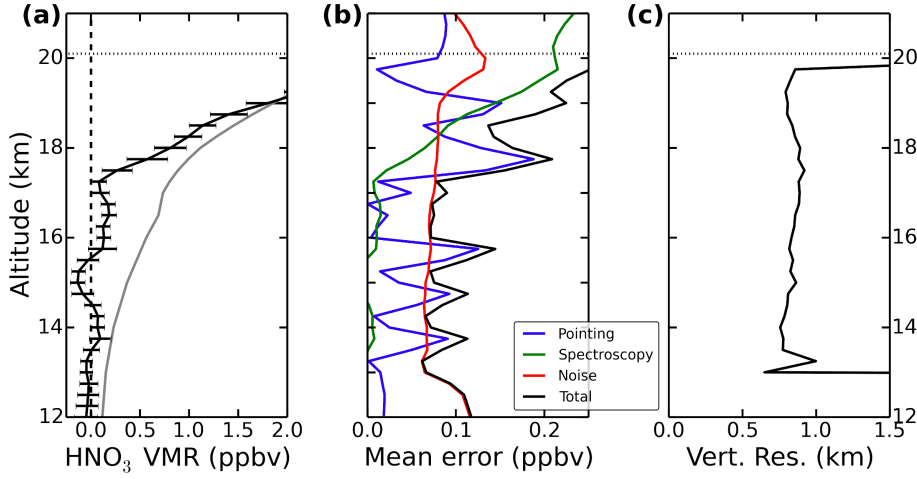 (a) (b) (c)
20 20
18 18
16 16
14 14
12 12
Altitude (km)
Pointing
Spectroscopy
Noise
Total
0.0 0.5 1.0 1.5 2.0 0.0 0.1 0.2 0.0 0.5 1.0 1.5
HNO₃ VMR (ppbv) Mean error (ppbv) Vert. Res. (km)